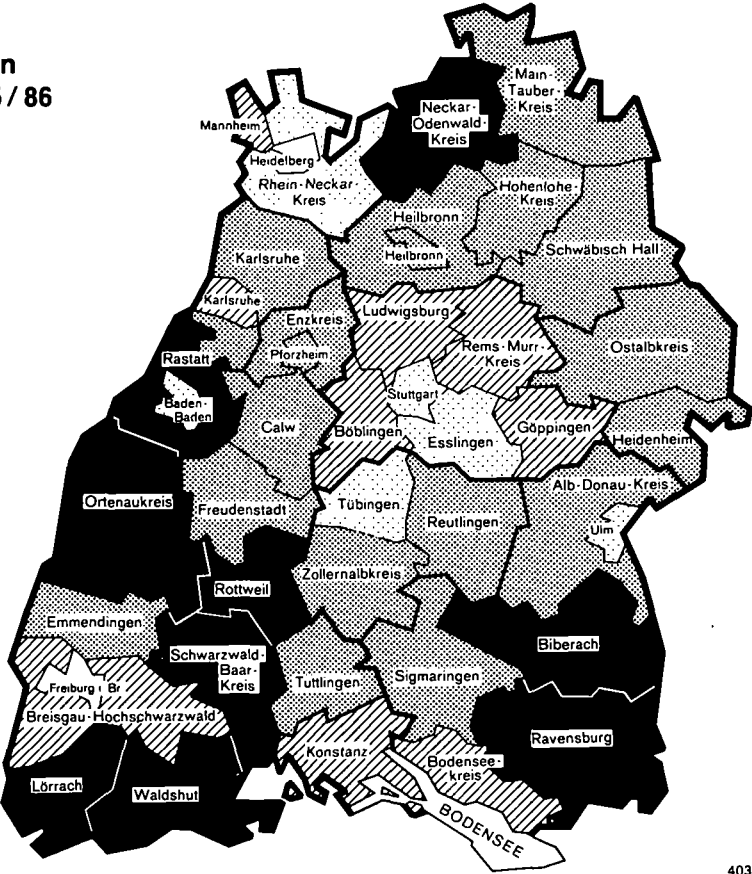 n
/ 86
Main-
Tauber-
Kreis
Neckar-
Odenwald-
Kreis
Mannheim
Heidelberg
Rhein-Neckar-
Kreis
Hohenlohe-
Kreis
Heilbronn
Heilbronn
Schwäbisch Hall
Karlsruhe
Karlsruhe
Enzkreis
Pforzheim
Ludwigsburg
Rems-Murr-
Kreis
Ostalbkreis
Rastatt
Baden-
Baden
Stuttgart
Calw
Böblingen
Esslingen
Göppingen
Heidenheim
Alb-Donau-Kreis
Ortenaukreis
Freudenstadt
Tübingen
Reutlingen
Ulm
Rottweil
Zollernalbkreis
Emmendingen
Biberach
Schwarzwald-
Baar-
Kreis
Tuttlingen
Sigmaringen
Freiburg i Br
Breisgau-Hochschwarzwald
Ravensburg
Konstanz
Bodensee-
kreis
Lörrach
Waldshut
BODENSEE
403